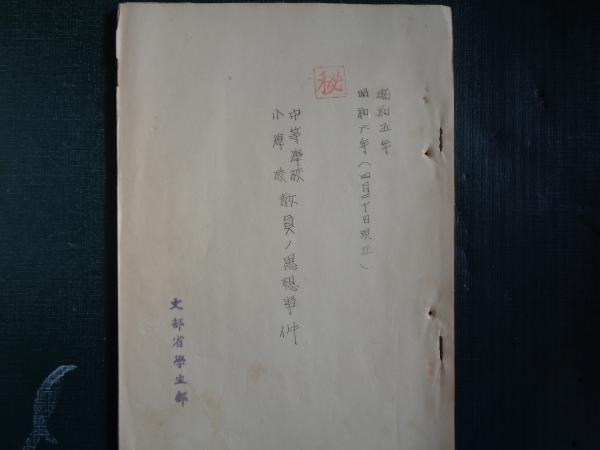 秘
昭和五年
昭和六年(四月二十日現在)
中等學校
小學校
教員ノ思想事件
文部省學生部